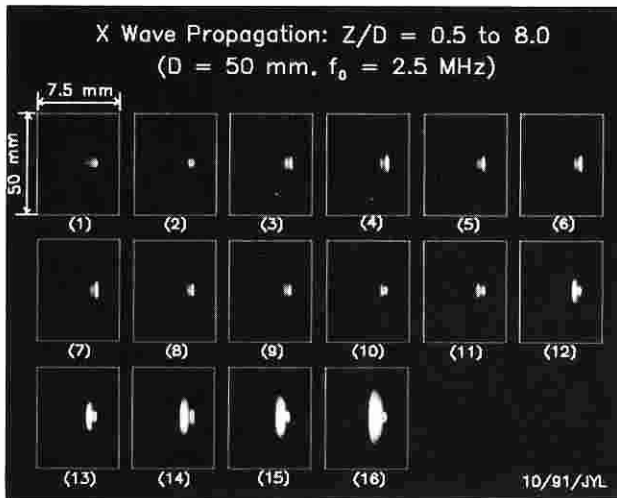 X Wave Propagation: Z/D = 0.5 to 8.0
(D = 50 mm, f₀ = 2.5 MHz)
7.5 mm
50 mm
(1) (2) (3) (4) (5) (6)
(7) (8) (9) (10) (11) (12)
(13) (14) (15) (16)
10/91/JYL